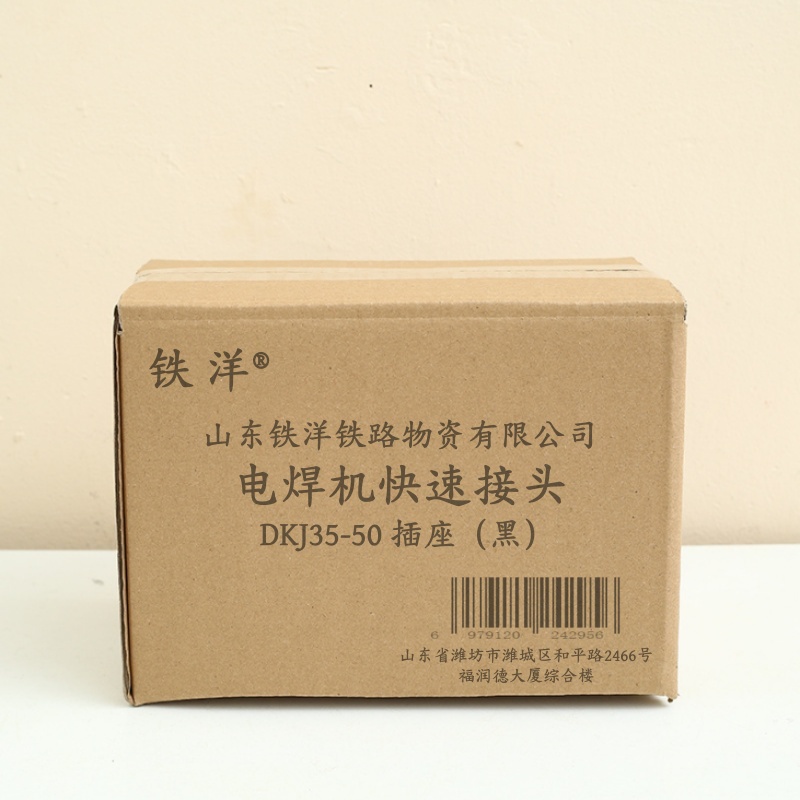 铁洋®
山东铁洋铁路物资有限公司
电焊机快速接头
DKJ35-50 插座（黑）
6 979120 242956
山东省潍坊市潍城区和平路2466号
福润德大厦综合楼